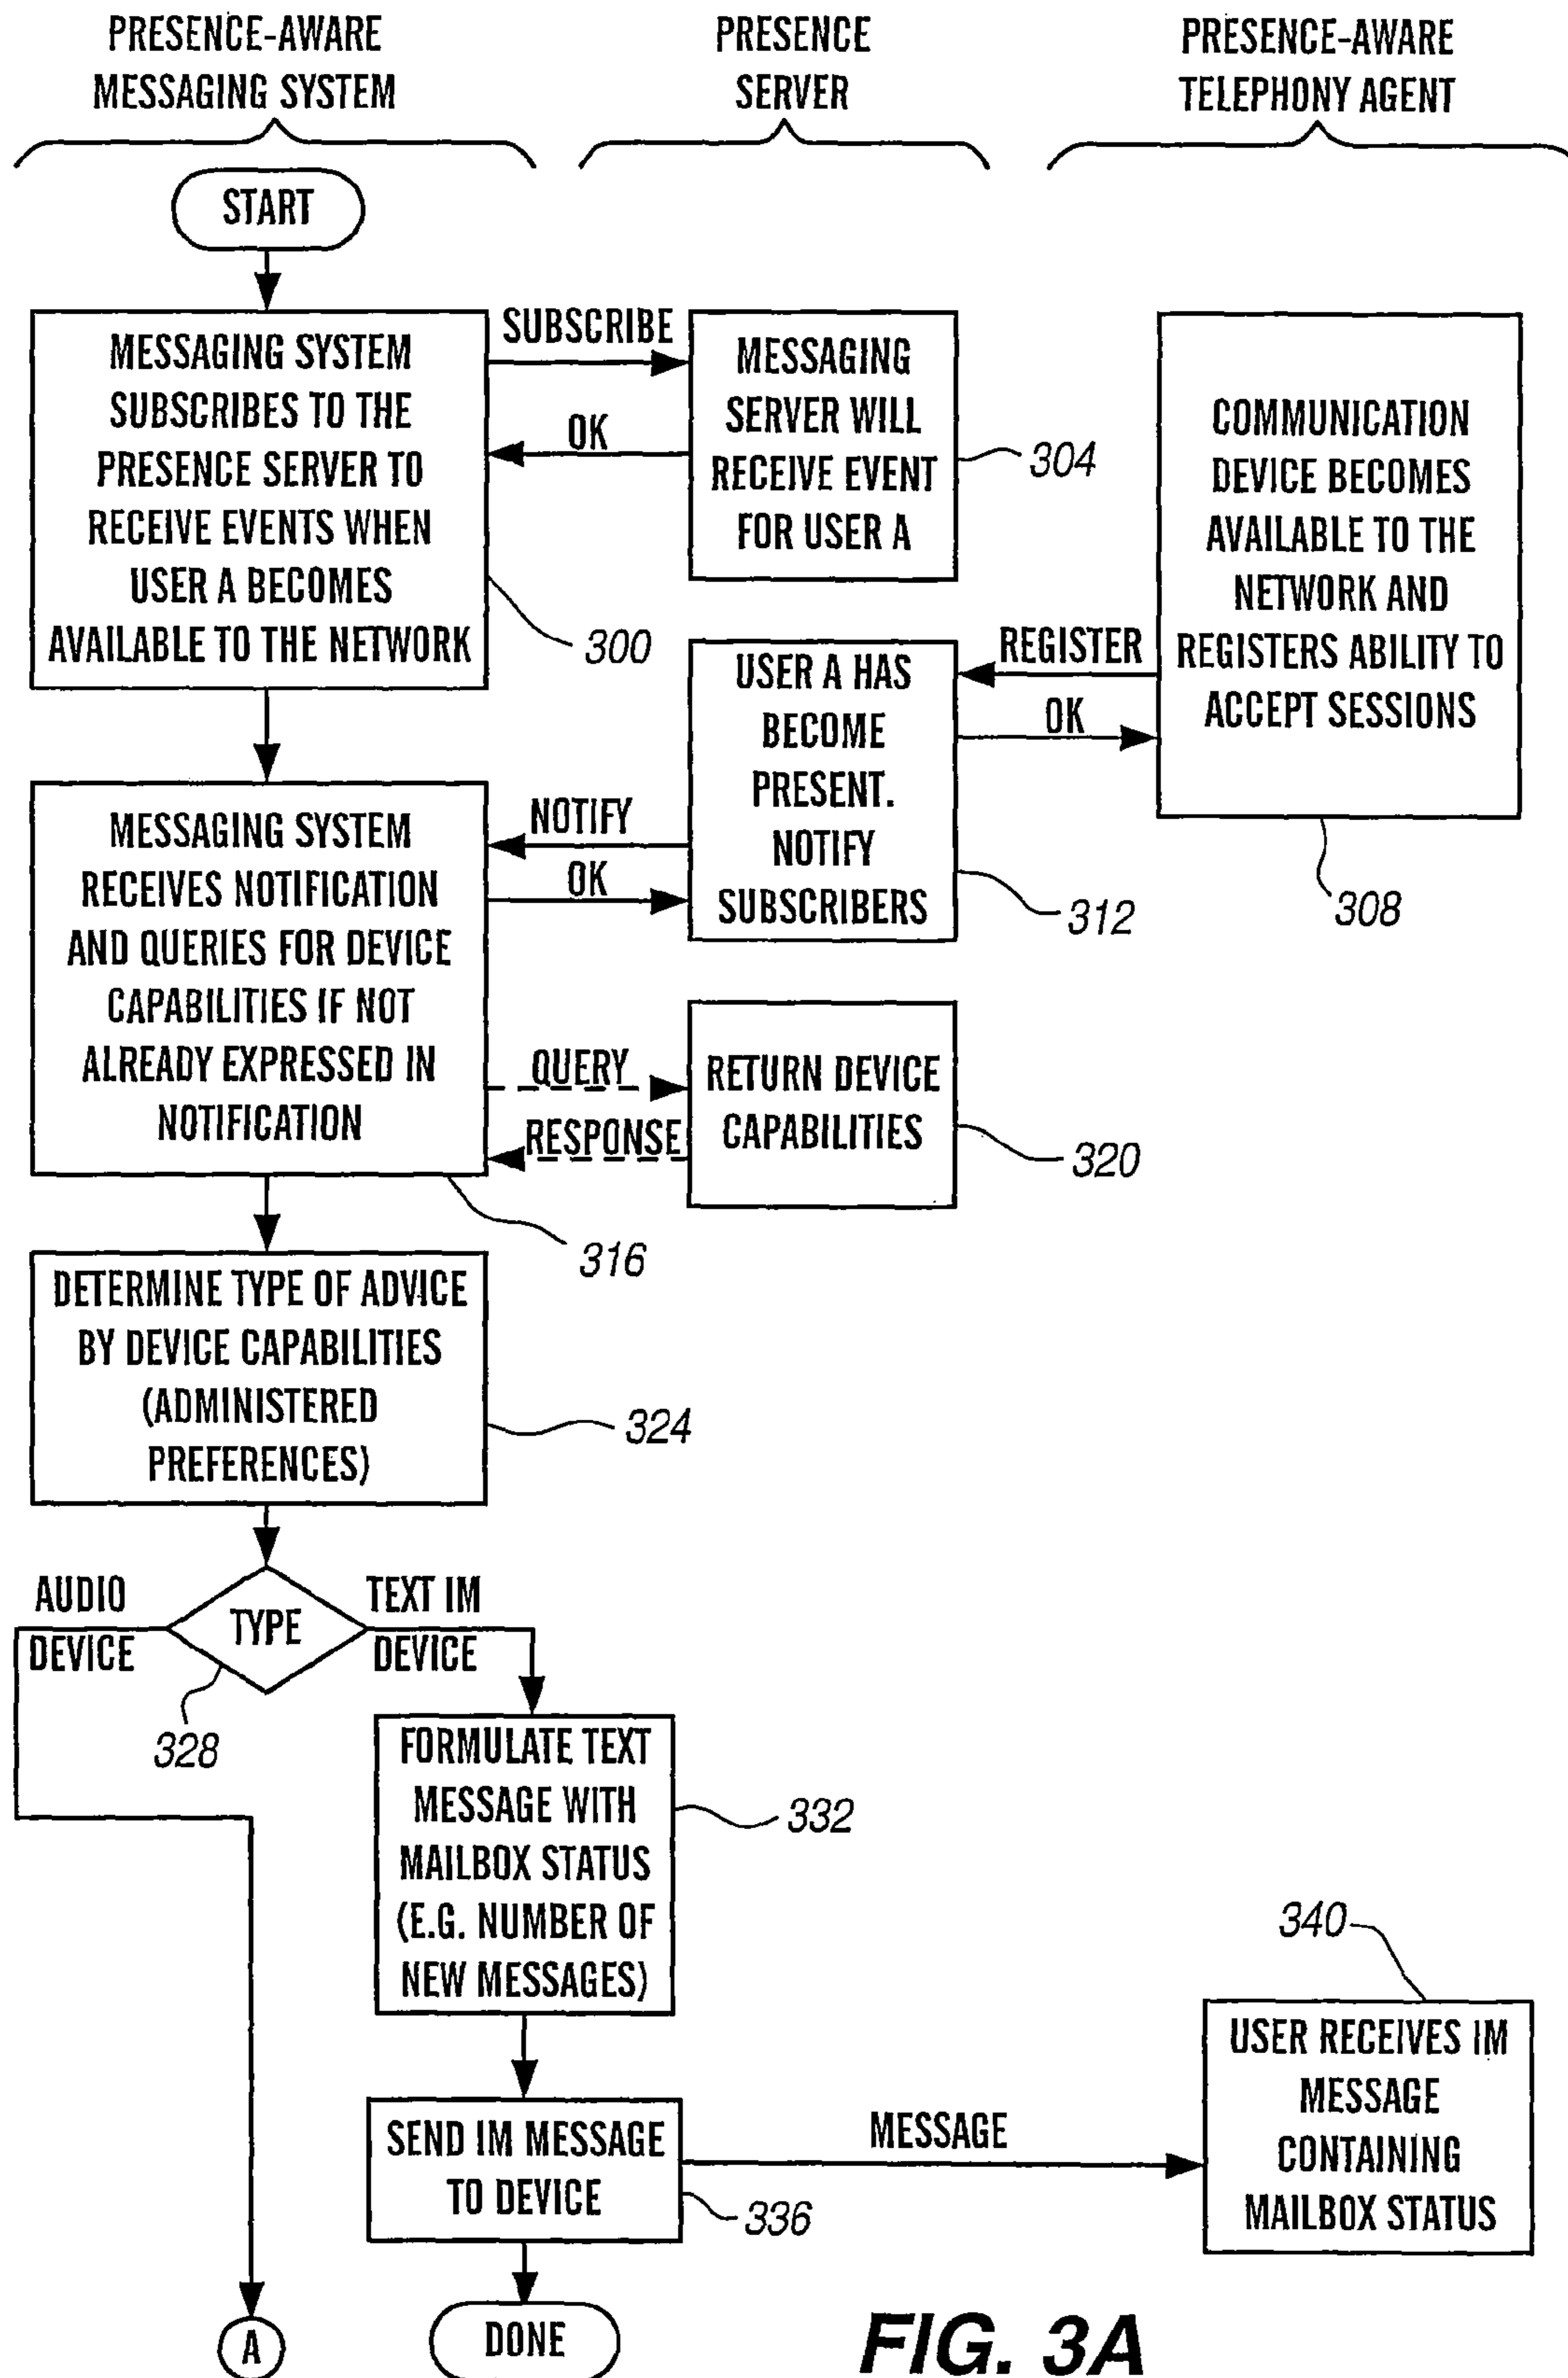 PRESENCE-AWARE
MESSAGING SYSTEM
PRESENCE
SERVER
PRESENCE-AWARE
TELEPHONY AGENT
START
MESSAGING SYSTEM
SUBSCRIBES TO THE
PRESENCE SERVER TO
RECEIVE EVENTS WHEN
USER A BECOMES
AVAILABLE TO THE NETWORK
300
SUBSCRIBE
OK
MESSAGING
SERVER WILL
RECEIVE EVENT
FOR USER A
304
COMMUNICATION
DEVICE BECOMES
AVAILABLE TO THE
NETWORK AND
REGISTERS ABILITY TO
ACCEPT SESSIONS
308
REGISTER
OK
USER A HAS
BECOME
PRESENT.
NOTIFY
SUBSCRIBERS
312
NOTIFY
OK
MESSAGING SYSTEM
RECEIVES NOTIFICATION
AND QUERIES FOR DEVICE
CAPABILITIES IF NOT
ALREADY EXPRESSED IN
NOTIFICATION
316
QUERY
RESPONSE
RETURN DEVICE
CAPABILITIES
320
DETERMINE TYPE OF ADVICE
BY DEVICE CAPABILITIES
(ADMINISTERED
PREFERENCES)
324
AUDIO
DEVICE
TYPE
328
TEXT IM
DEVICE
FORMULATE TEXT
MESSAGE WITH
MAILBOX STATUS
(E.G. NUMBER OF
NEW MESSAGES)
332
SEND IM MESSAGE
TO DEVICE
336
MESSAGE
340
USER RECEIVES IM
MESSAGE
CONTAINING
MAILBOX STATUS
A
DONE
FIG. 3A